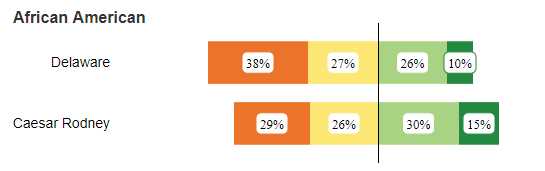 African American
Delaware 38% 27% 26% 10%
Caesar Rodney 29% 26% 30% 15%